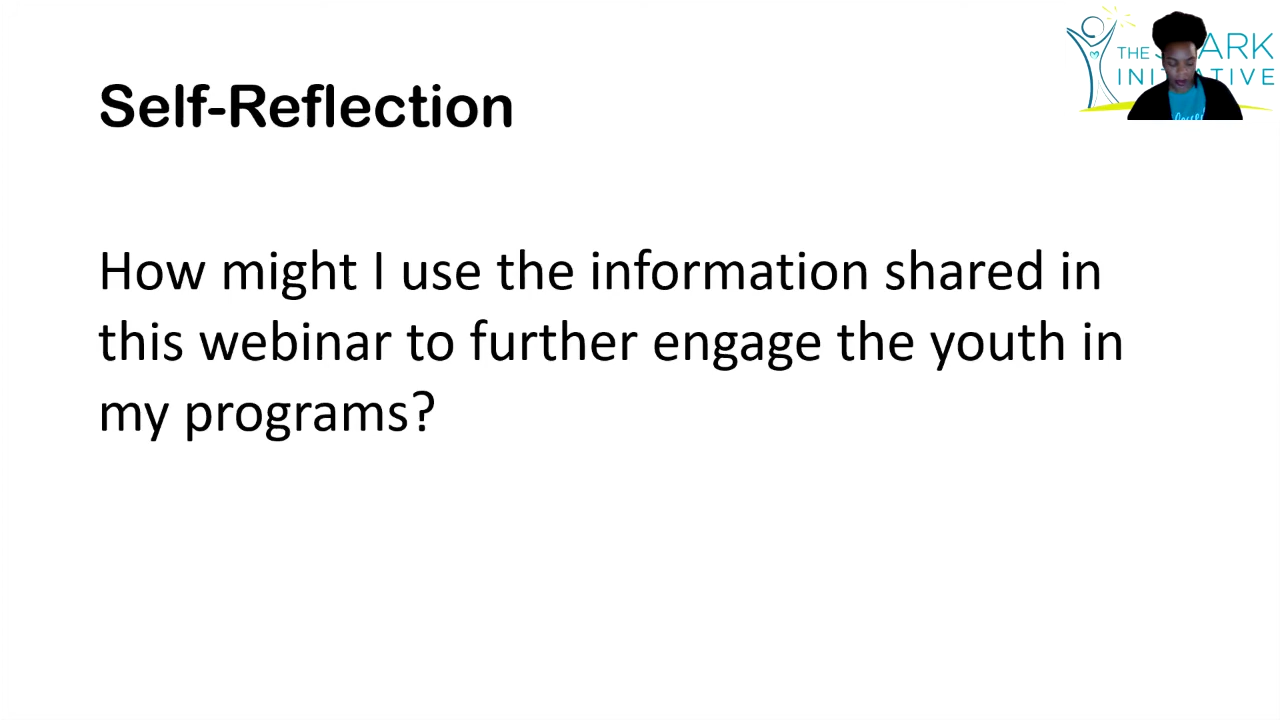 Self-Reflection
How might I use the information shared in
this webinar to further engage the youth in
my programs?
THE
INITIATIVE